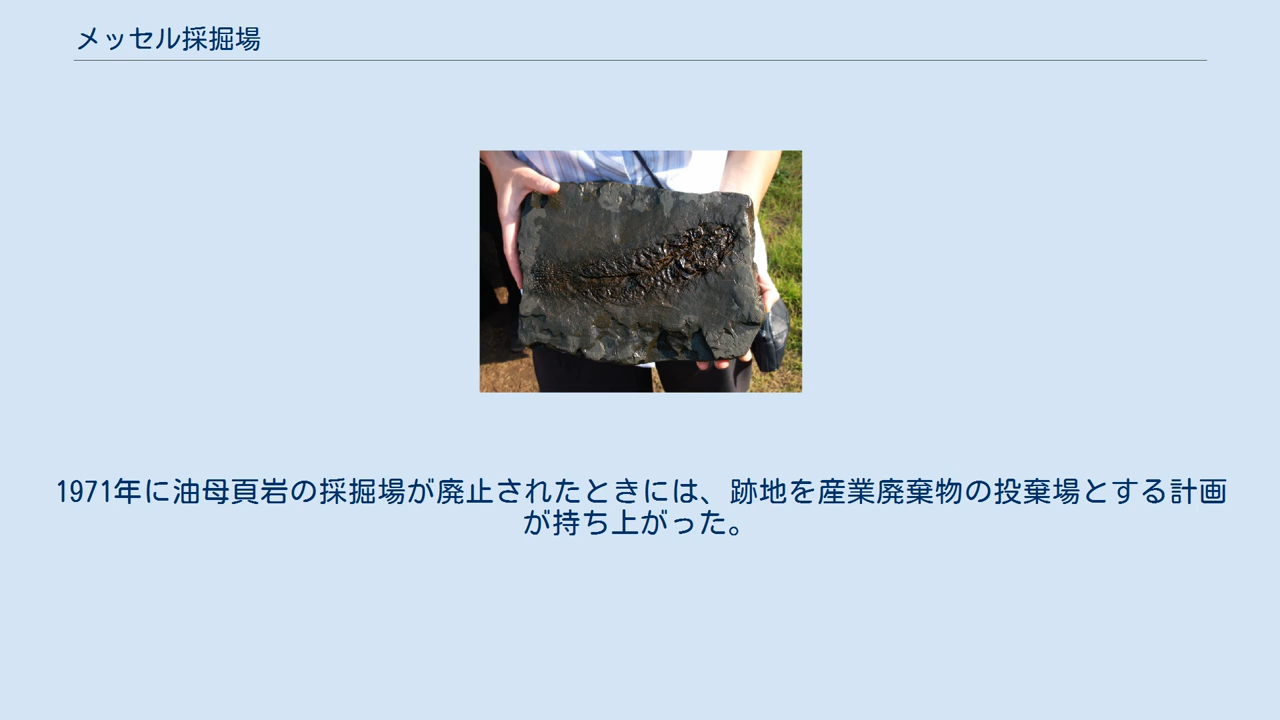 メッセル採掘場
1971年に油母頁岩の採掘場が廃止されたときには、跡地を産業廃棄物の投棄場とする計画
が持ち上がった。